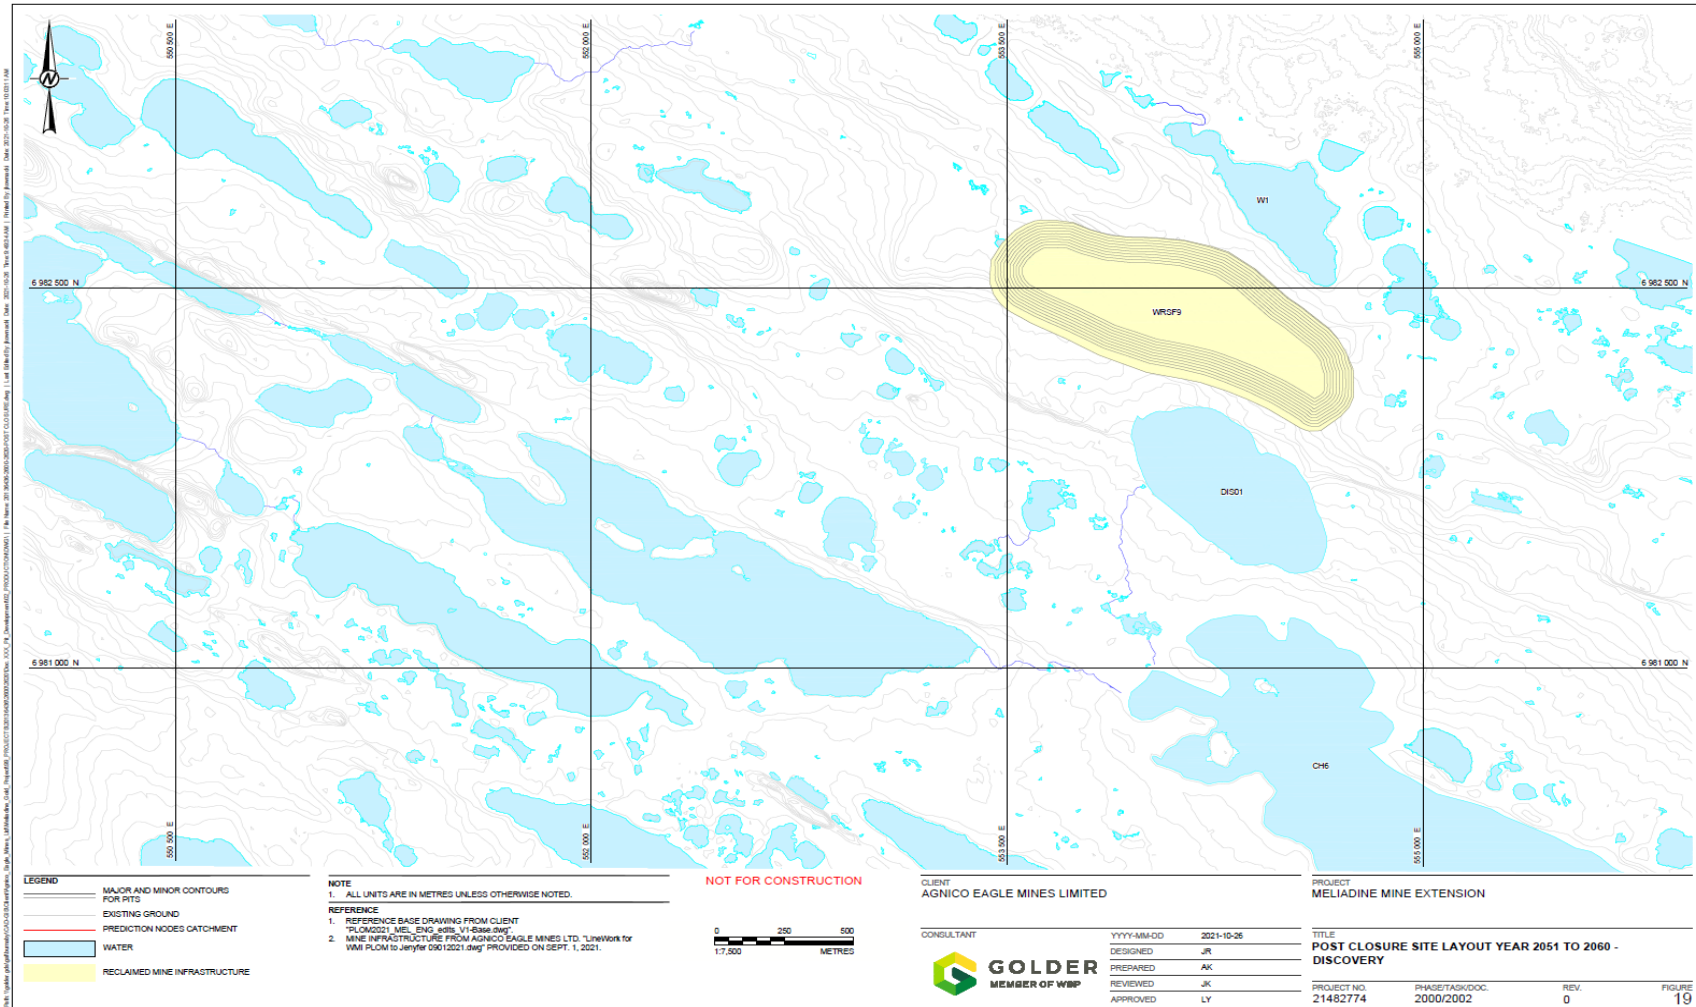 550 500 E
552 000 E
553 500 E
555 000 E
N
W1
6 982 500 N
6 982 500 N
WRSF9
DIS01
6 981 000 N
6 981 000 N
CH6
550 500 E
552 000 E
553 500 E
555 000 E
LEGEND
MAJOR AND MINOR CONTOURS
FOR PITS
EXISTING GROUND
PREDICTION NODES CATCHMENT
WATER
RECLAIMED MINE INFRASTRUCTURE
NOTE
1. ALL UNITS ARE IN METRES UNLESS OTHERWISE NOTED.
REFERENCE
1. REFERENCE BASE DRAWING FROM CLIENT
"PLOM2021_MEL_ENG_edits_V1-Base.dwg".
2. MINE INFRASTRUCTURE FROM AGNICO EAGLE MINES LTD. "LineWork for
WMI PLOM to Jenyfer 09012021.dwg" PROVIDED ON SEPT. 1, 2021.
NOT FOR CONSTRUCTION
0 250 500
1:7,500 METRES
CLIENT
AGNICO EAGLE MINES LIMITED
CONSULTANT
GOLDER
MEMBER OF WSP
YYYY-MM-DD 2021-10-26
DESIGNED JR
PREPARED AK
REVIEWED JK
APPROVED LY
PROJECT
MELIADINE MINE EXTENSION
TITLE
POST CLOSURE SITE LAYOUT YEAR 2051 TO 2060 -
DISCOVERY
PROJECT NO. PHASE/TASK/DOC. REV. FIGURE
21482774 2000/2002 0 19